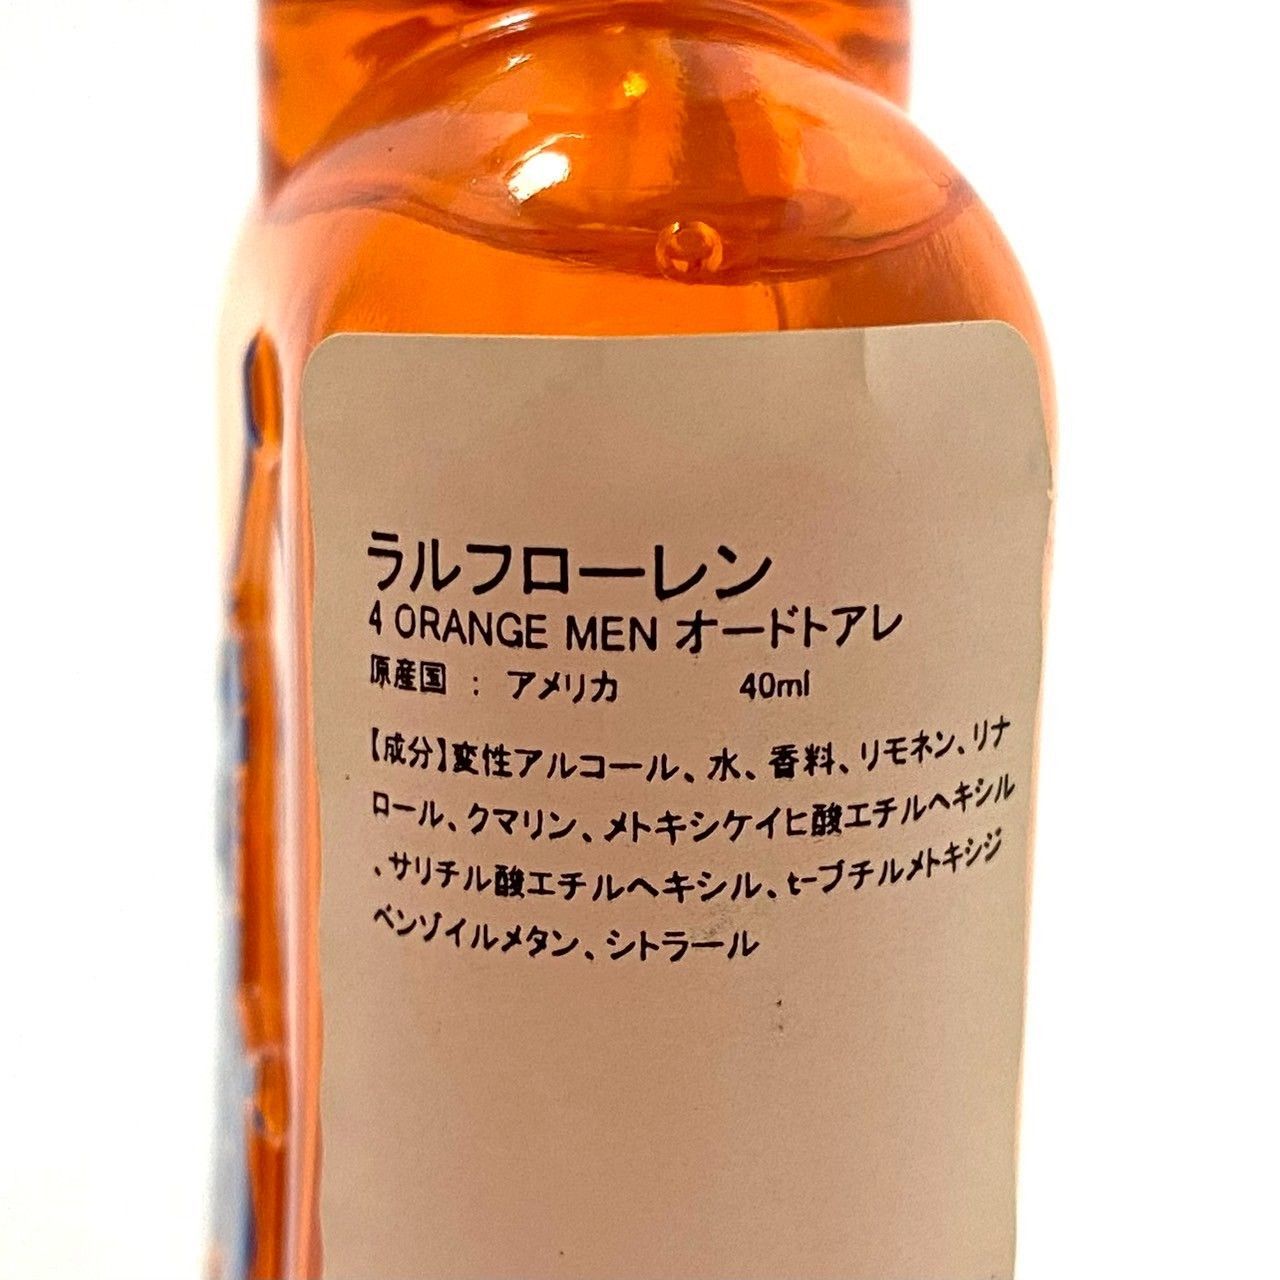 ラルフローレン
4 ORANGE MEN オードトアレ
原産国 : アメリカ 40ml
【成分】変性アルコール、水、香料、リモネン、リナ
ロール、クマリン、メトキシケイヒ酸エチルヘキシル
、サリチル酸エチルヘキシル、t-ブチルメトキシジ
ベンゾイルメタン、シトラール